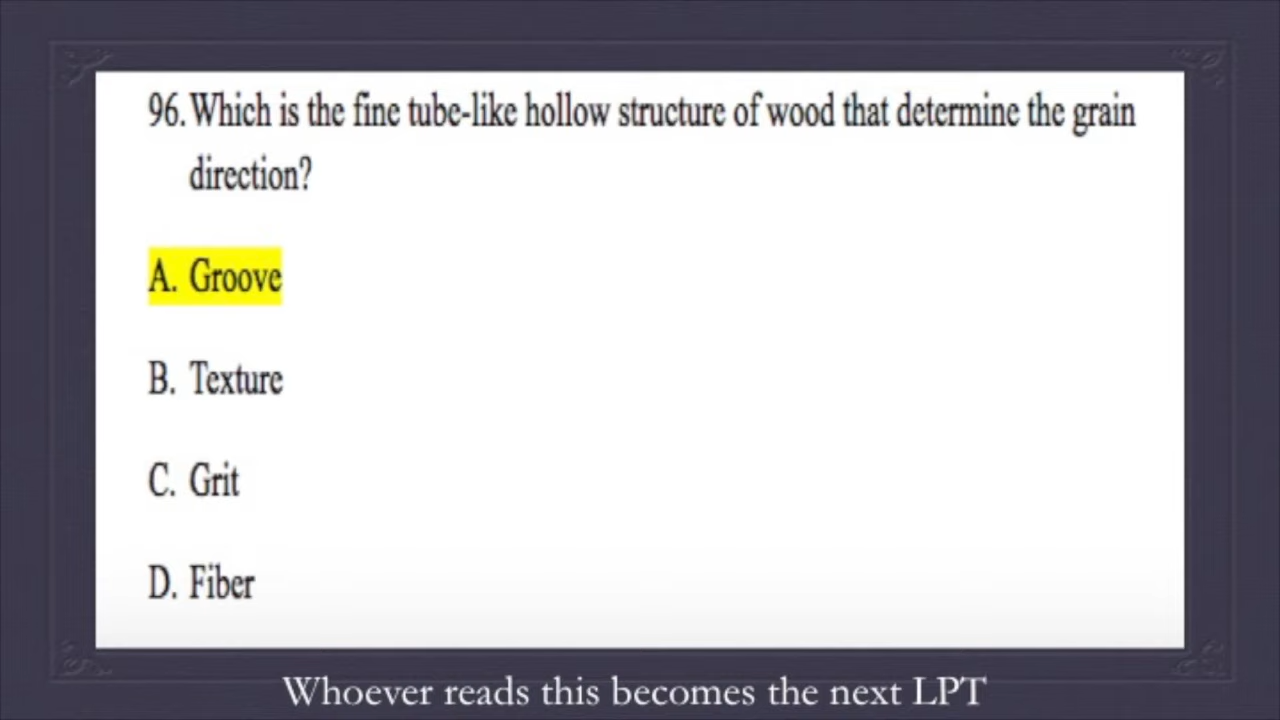 96. Which is the fine tube-like hollow structure of wood that determine the grain
direction?
A. Groove
B. Texture
C. Grit
D. Fiber
Whoever reads this becomes the next LPT